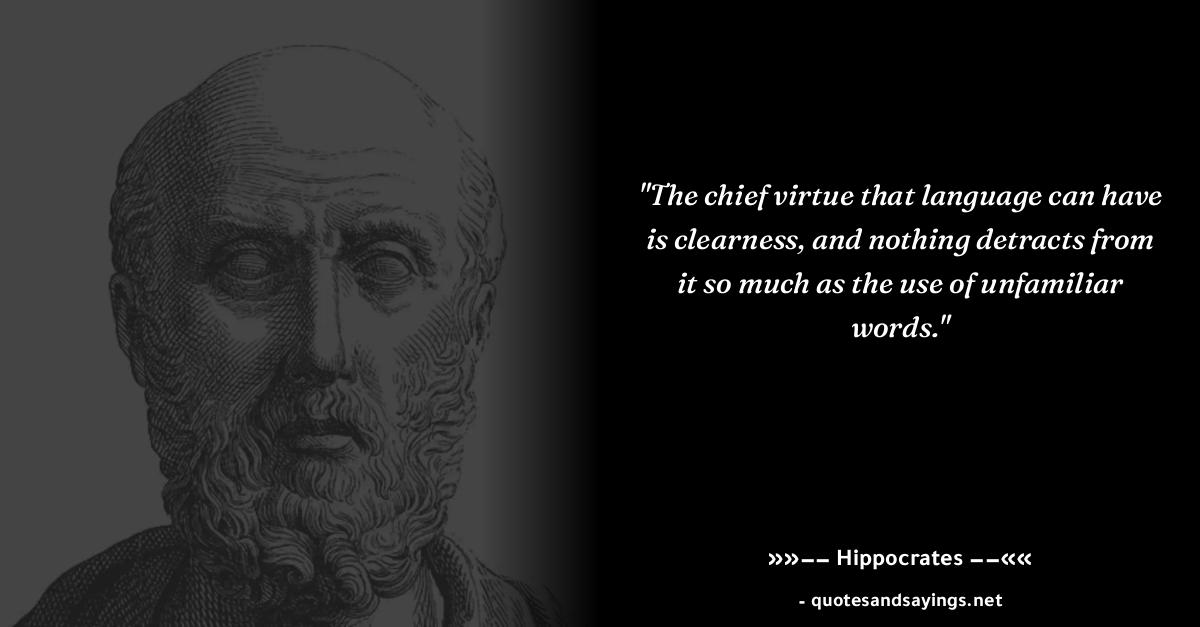 "The chief virtue that language can have
is clearness, and nothing detracts from
it so much as the use of unfamiliar
words."
»»−− Hippocrates −−««
- quotesandsayings.net